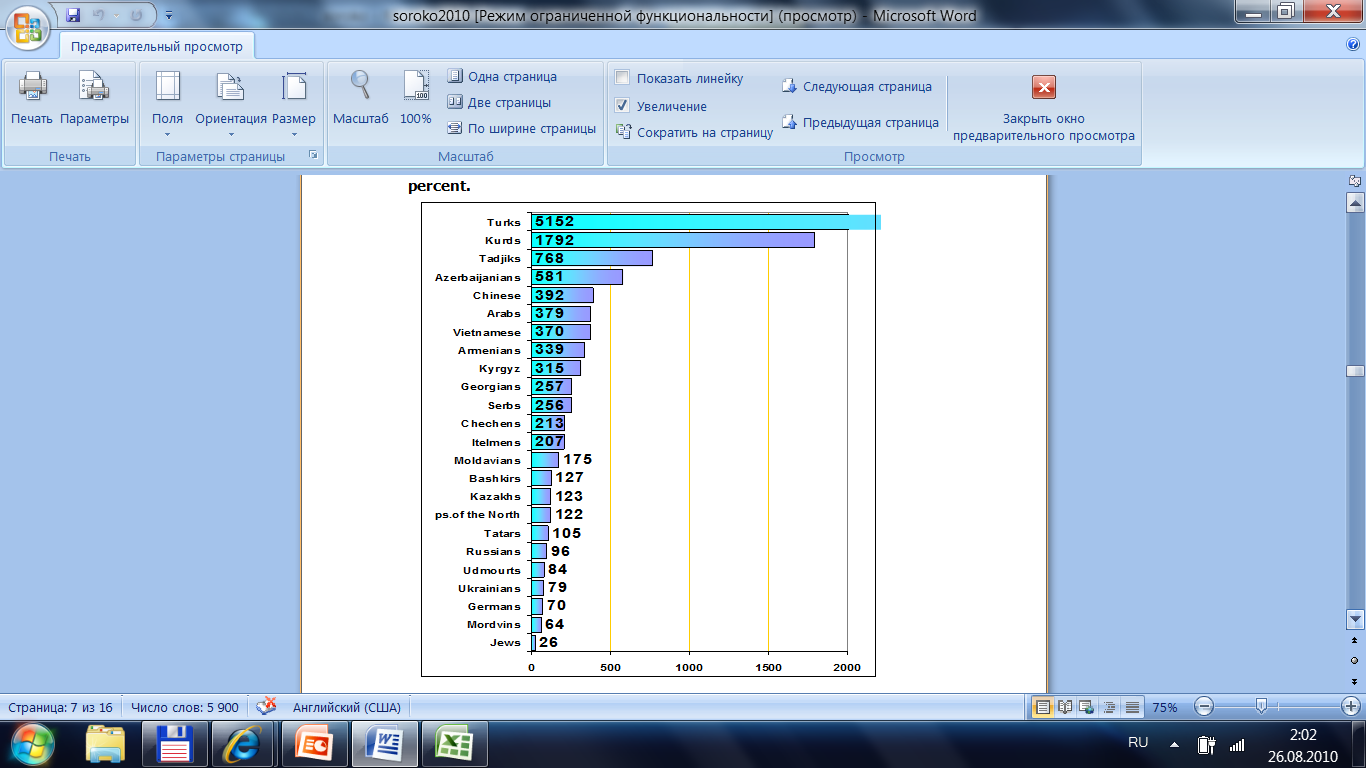 soroko2010 [Режим ограниченной функциональности] (просмотр) - Microsoft Word
Предварительный просмотр
Печать
Параметры
Поля
Ориентация
Размер
Масштаб
100%
Одна страница
Две страницы
По ширине страницы
Показать линейку
Увеличение
Сократить на страницу
Следующая страница
Предыдущая страница
Закрыть окно
предварительного просмотра
Печать
Параметры страницы
Масштаб
Просмотр
percent.
Turks 5152
Kurds 1792
Tadjiks 768
Azerbaijanians 581
Chinese 392
Arabs 379
Vietnamese 370
Armenians 339
Kyrgyz 315
Georgians 257
Serbs 256
Chechens 213
Itelmens 207
Moldavians 175
Bashkirs 127
Kazakhs 123
ps.of the North 122
Tatars 105
Russians 96
Udmourts 84
Ukrainians 79
Germans 70
Mordvins 64
Jews 26
0 500 1000 1500 2000
Страница: 7 из 16 Число слов: 5 900 Английский (США) 75%
RU 2:02
26.08.2010